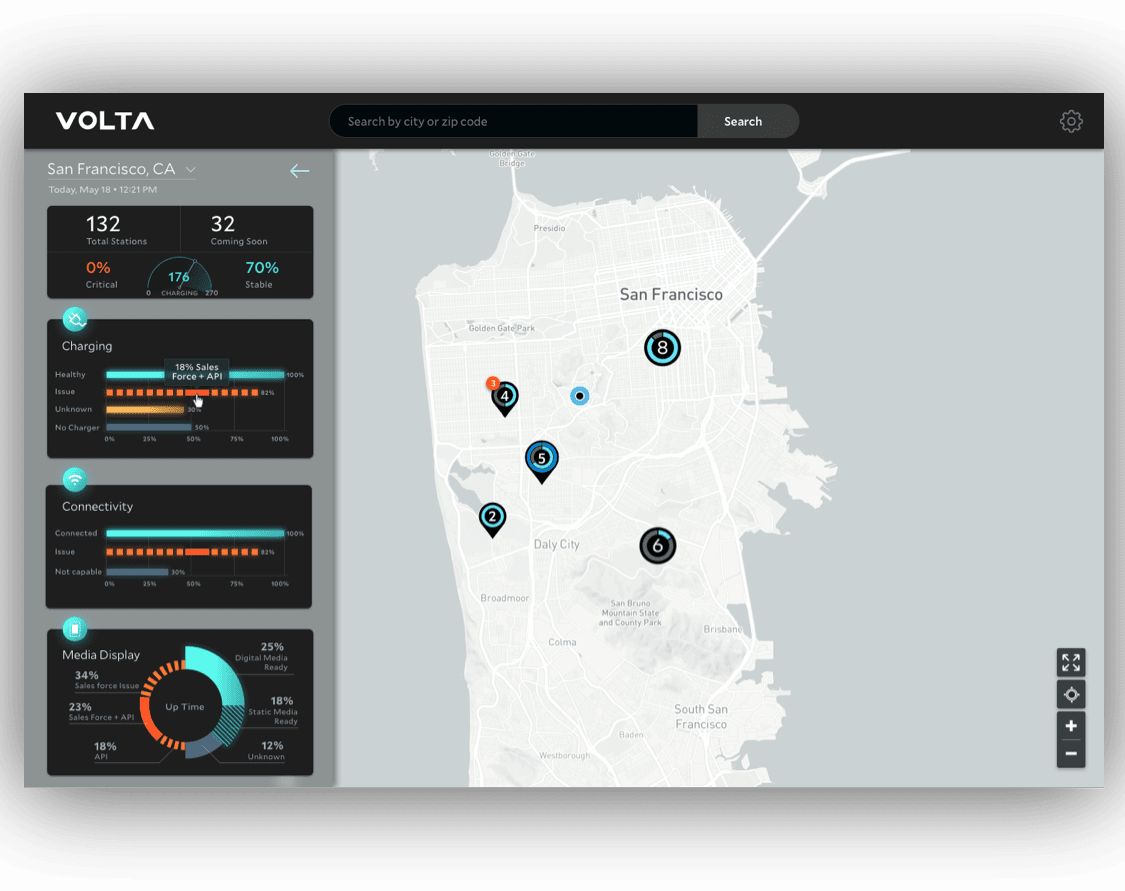 VOLTA
Search by city or zip code
Search
San Francisco, CA
Today, May 18 • 12:21 PM
132
Total Stations
32
Coming Soon
0%
Critical
176
0 CHARGING 270
70%
Stable
Charging
Healthy
100%
18% Sales
Force + API
Issue
82%
Unknown
30%
No Charger
50%
0% 25% 50% 75% 100%
Connectivity
Connected
100%
Issue
82%
Not capable
30%
0% 25% 50% 75% 100%
Media Display
34%
Sales force Issue
23%
Sales Force + API
18%
API
Up Time
25%
Digital Media
Ready
18%
Static Media
Ready
12%
Unknown
Golden Gate
Bridge
Presidio
San Francisco
Golden Gate Park
8
3
4
5
2
6
Daly City
Broadmoor
San Bruno
Mountain State
and County Park
Brisbane
Colma
South San
Francisco
Baden
Westborough